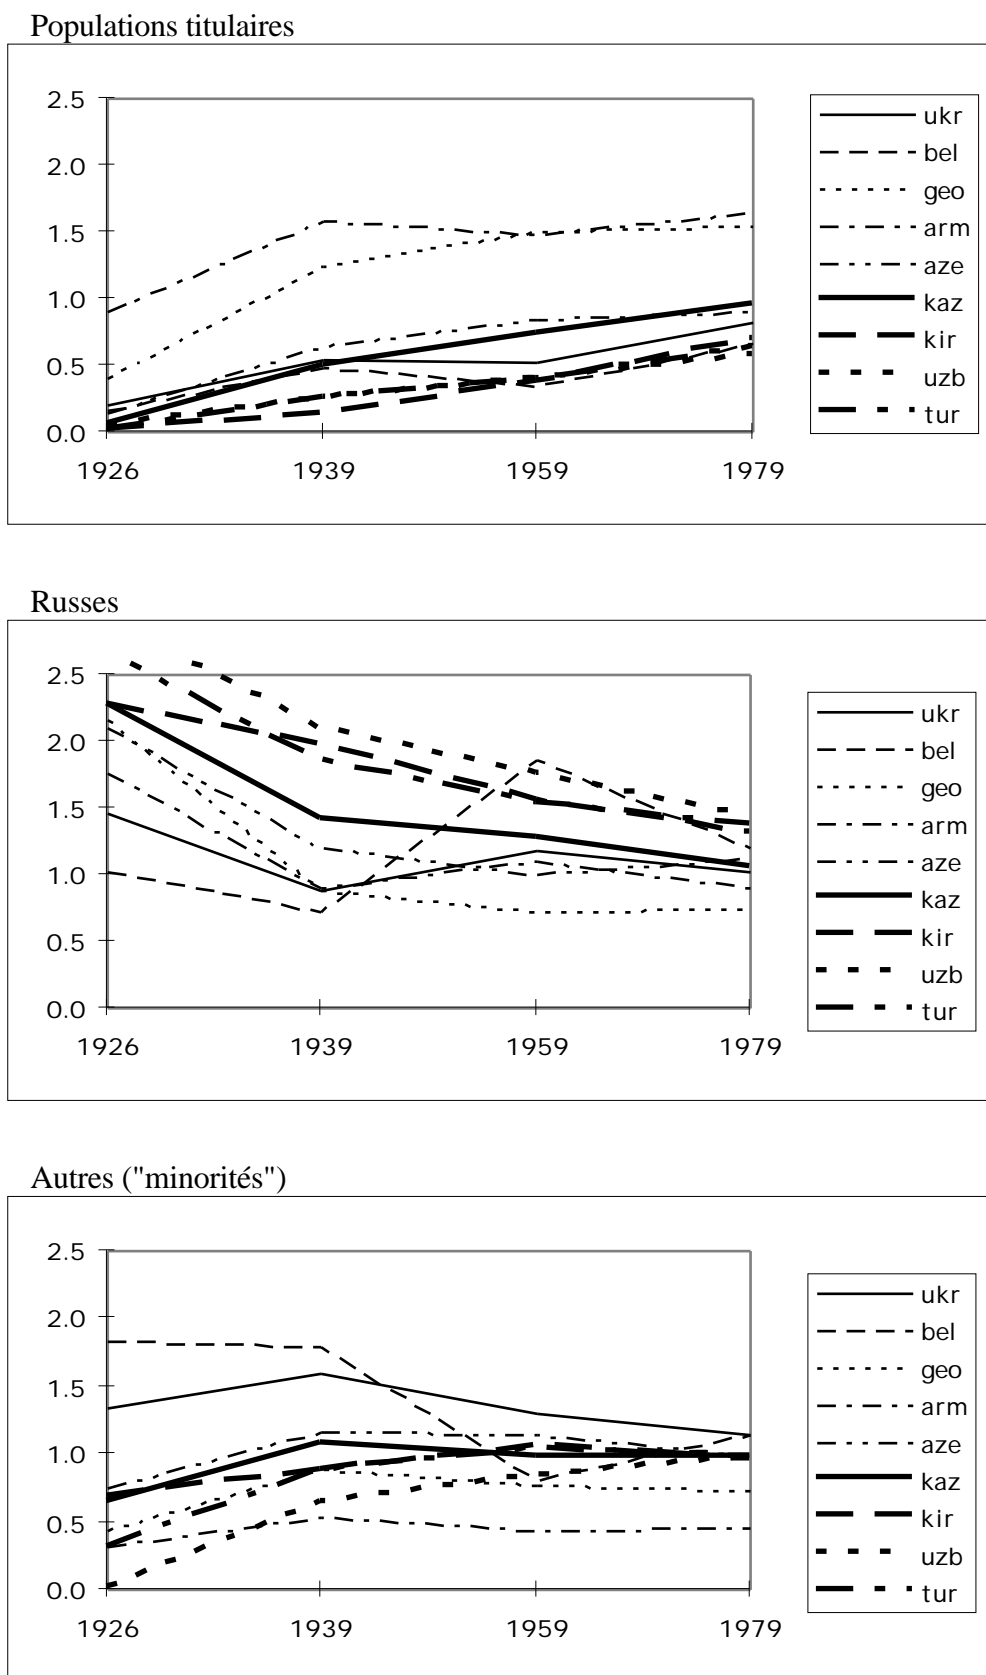 Populations titulaires
2.5
2.0
1.5
1.0
0.5
0.0
1926 1939 1959 1979
ukr
bel
geo
arm
aze
kaz
kir
uzb
tur
Russes
2.5
2.0
1.5
1.0
0.5
0.0
1926 1939 1959 1979
ukr
bel
geo
arm
aze
kaz
kir
uzb
tur
Autres ("minorités")
2.5
2.0
1.5
1.0
0.5
0.0
1926 1939 1959 1979
ukr
bel
geo
arm
aze
kaz
kir
uzb
tur